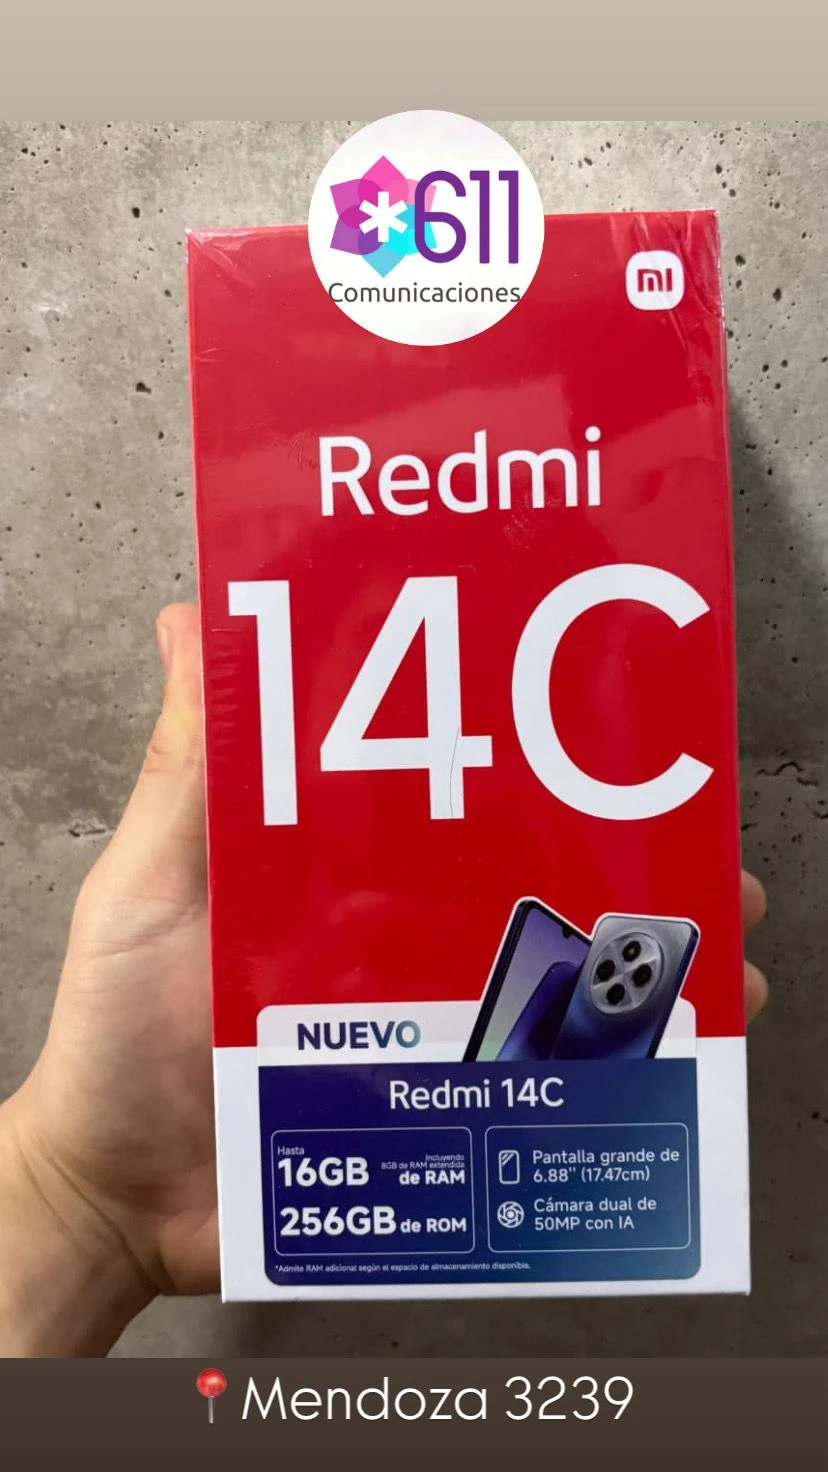 *611
Comunicaciones
mi
Redmi
14C
NUEVO
Redmi 14C
Hasta
16GB
Incluyendo
8GB de RAM extendida
de RAM
256GB de ROM
Pantalla grande de
6.88'' (17.47cm)
Cámara dual de
50MP con IA
*Admite RAM adicional según el espacio de almacenamiento disponible.
📍Mendoza 3239